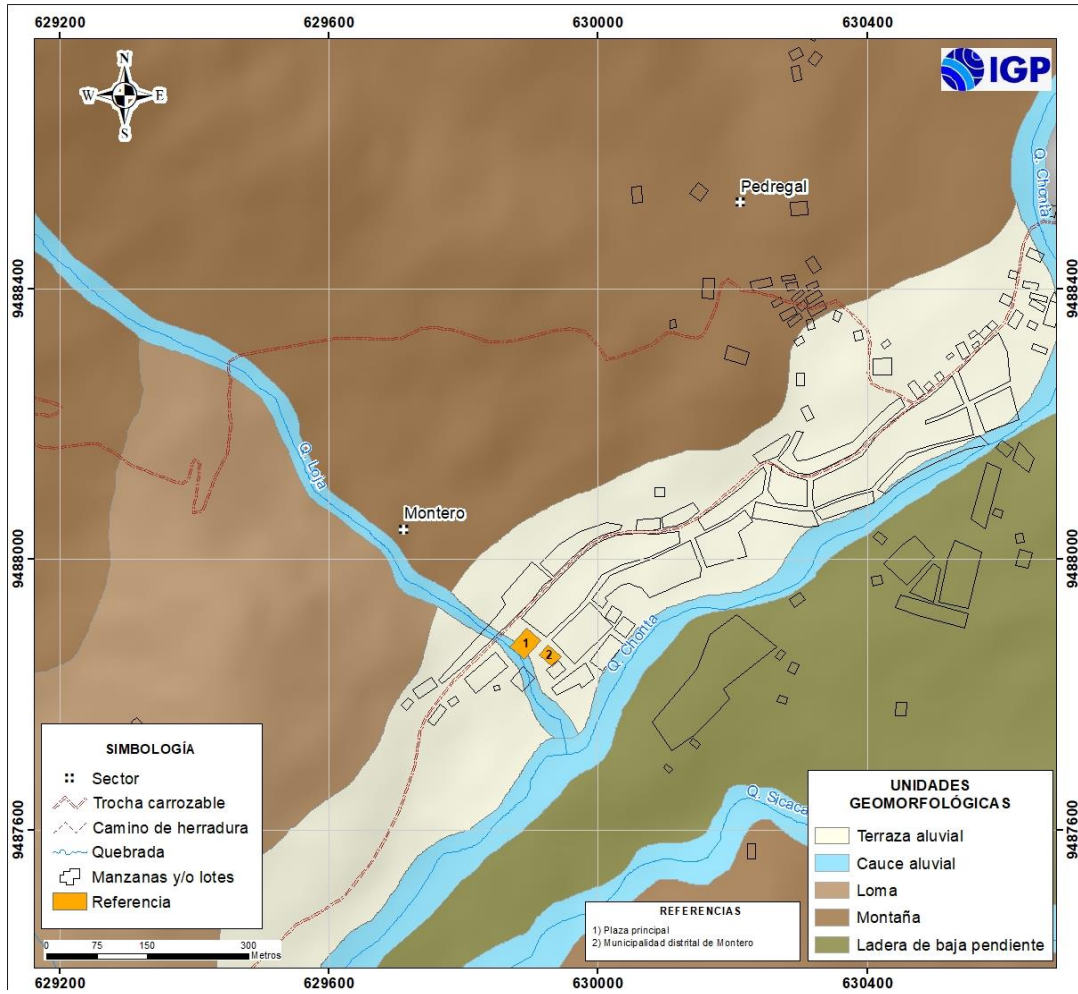 629200 629600 630000 630400
N
W E
S
IGP
Q. Chonta
Pedregal
9488400 9488400
Q. Loja
Montero
9488000 9488000
1
2
Q. Chonta
SIMBOLOGÍA
Sector
Trocha carrozable
Camino de herradura
Quebrada
Manzanas y/o lotes
Referencia
0 75 150 300
Metros
Q. Sicaca
9487600 9487600
REFERENCIAS
1) Plaza principal
2) Municipalidad distrital de Montero
UNIDADES
GEOMORFOLÓGICAS
Terraza aluvial
Cauce aluvial
Loma
Montaña
Ladera de baja pendiente
629200 629600 630000 630400